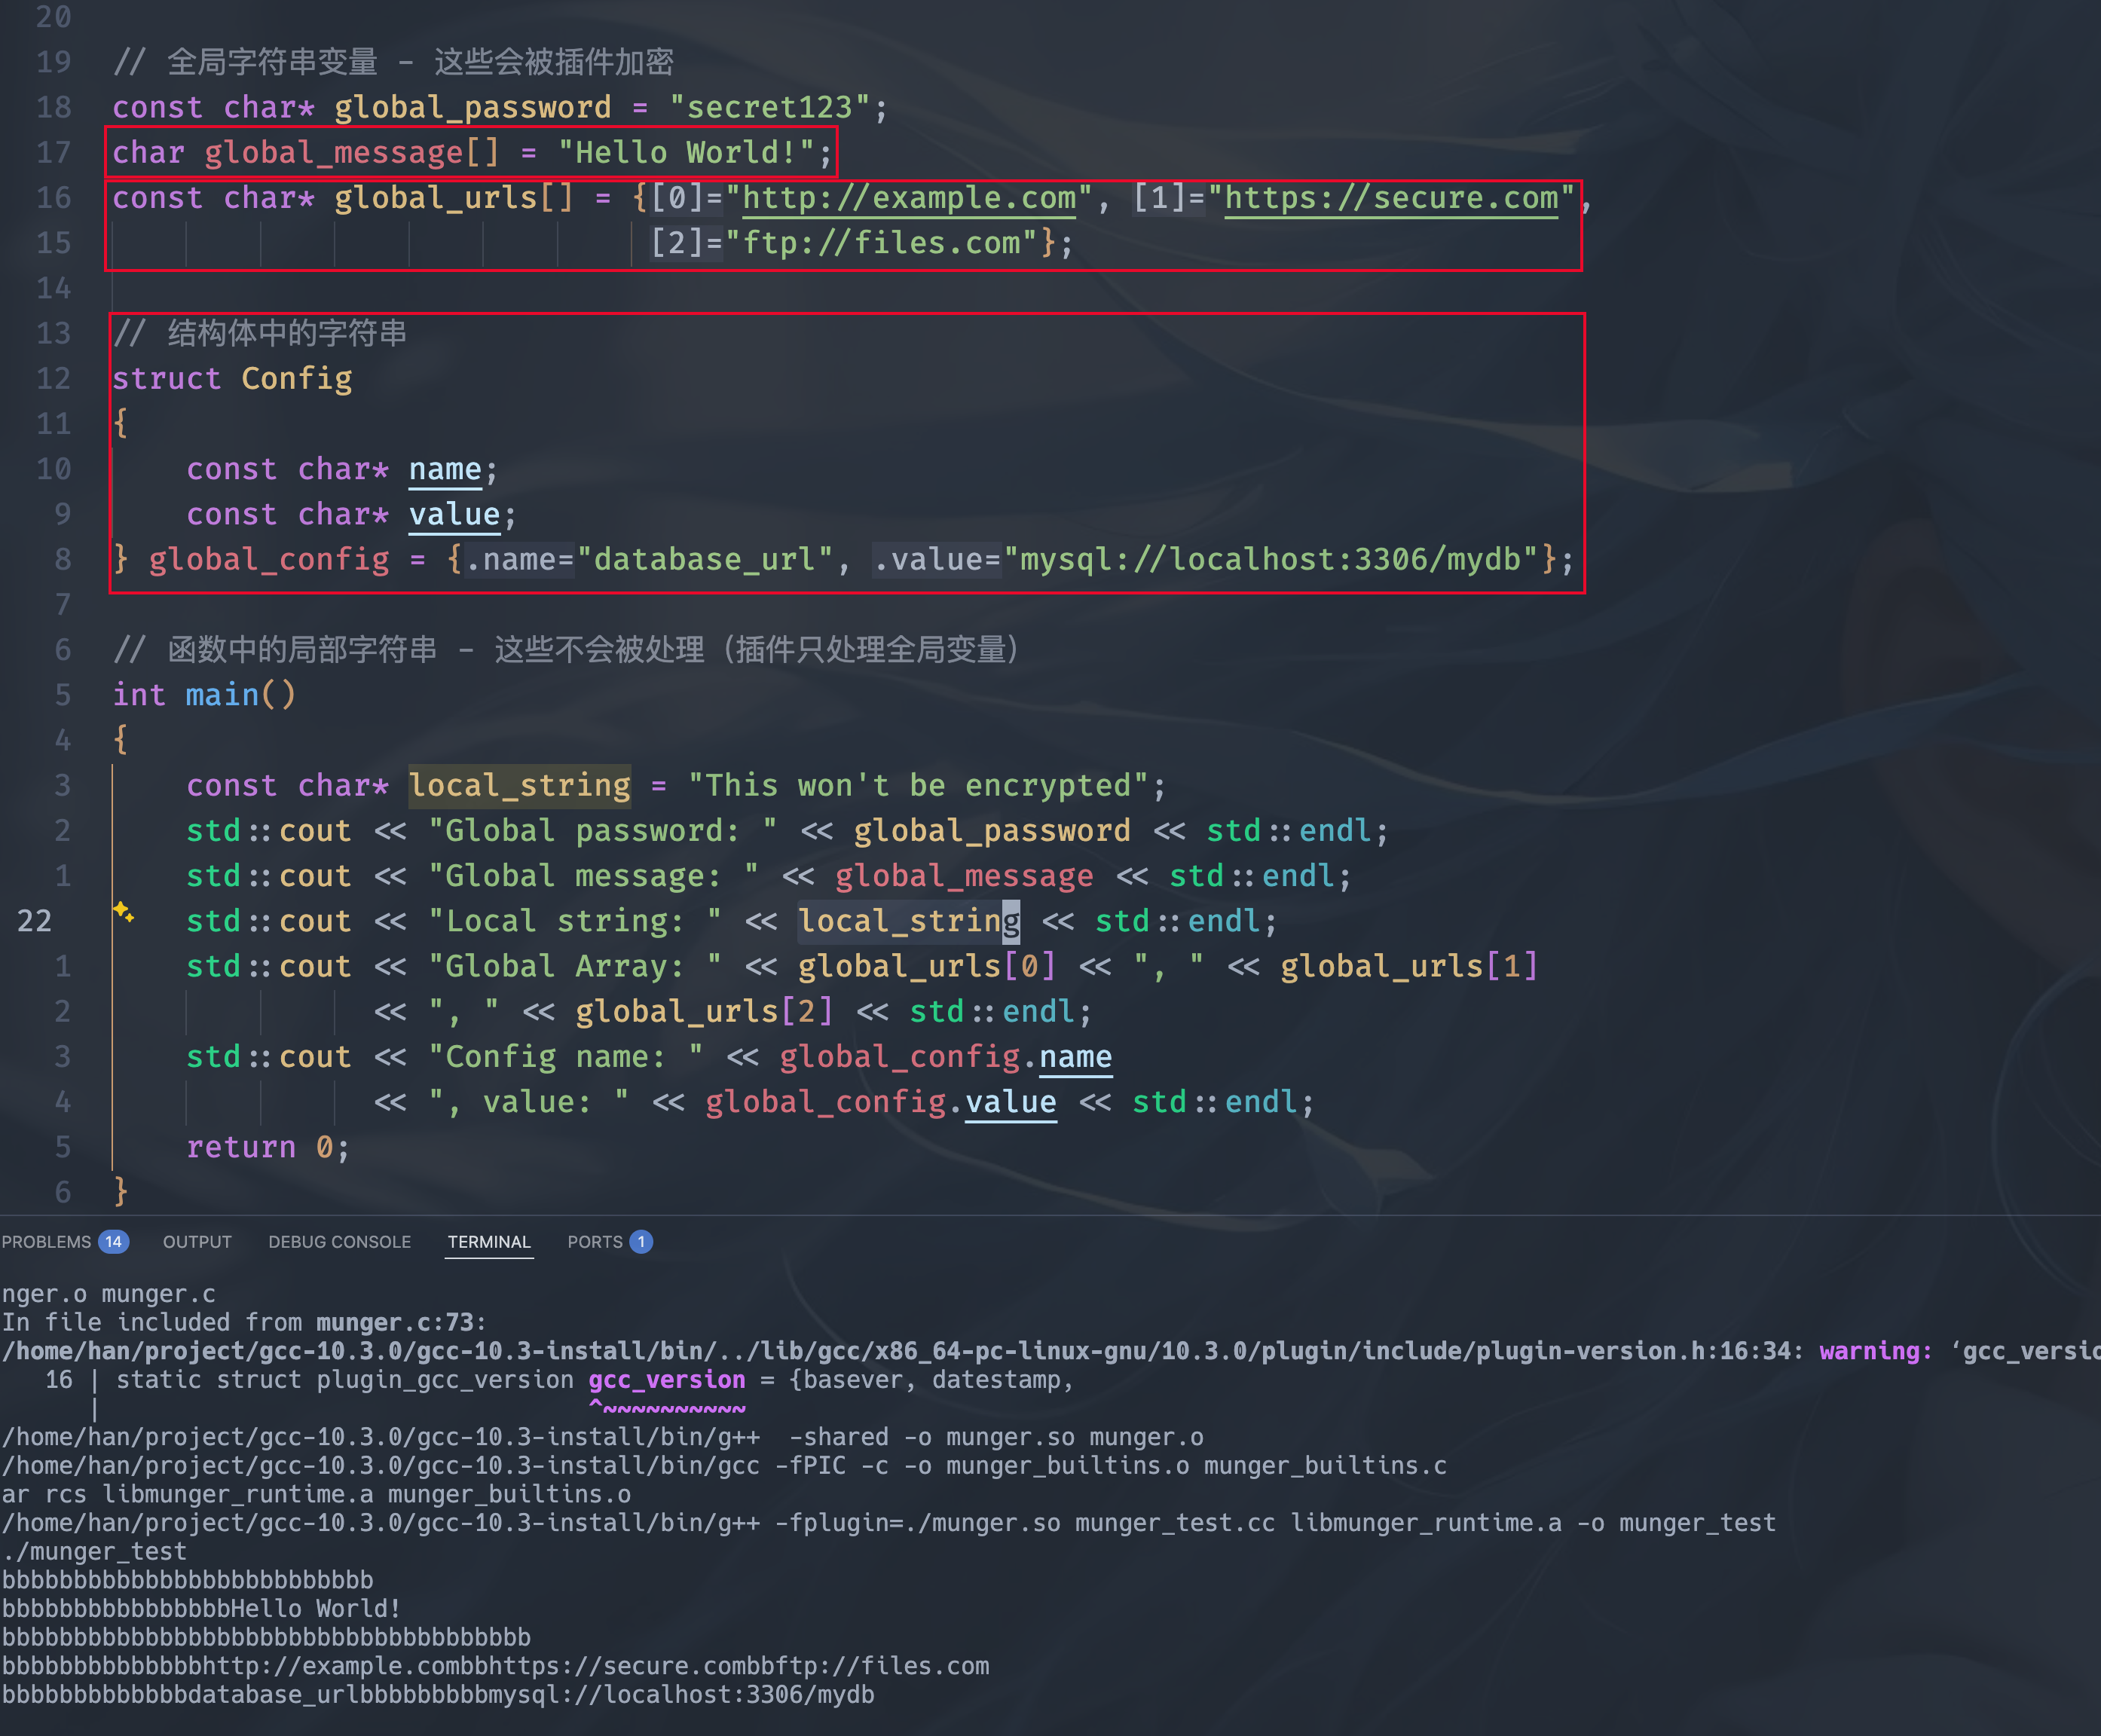 20
19 // 全局字符串变量 - 这些会被插件加密
18 const char* global_password = "secret123";
17 char global_message[] = "Hello World!";
16 const char* global_urls[] = {[0]="http://example.com", [1]="https://secure.com",
15 [2]="ftp://files.com"};
14
13 // 结构体中的字符串
12 struct Config
11 {
10 const char* name;
9 const char* value;
8 } global_config = {.name="database_url", .value="mysql://localhost:3306/mydb"};
7
6 // 函数中的局部字符串 - 这些不会被处理（插件只处理全局变量）
5 int main()
4 {
3 const char* local_string = "This won't be encrypted";
2 std::cout << "Global password: " << global_password << std::endl;
1 std::cout << "Global message: " << global_message << std::endl;
22 std::cout << "Local string: " << local_string << std::endl;
1 std::cout << "Global Array: " << global_urls[0] << ", " << global_urls[1]
2 << ", " << global_urls[2] << std::endl;
3 std::cout << "Config name: " << global_config.name
4 << ", value: " << global_config.value << std::endl;
5 return 0;
6 }
PROBLEMS 14 OUTPUT DEBUG CONSOLE TERMINAL PORTS 1
nger.o munger.c
In file included from munger.c:73:
/home/han/project/gcc-10.3.0/gcc-10.3-install/bin/../lib/gcc/x86_64-pc-linux-gnu/10.3.0/plugin/include/plugin-version.h:16:34: warning: ‘gcc_versio
16 | static struct plugin_gcc_version gcc_version = {basever, datestamp,
| ^~~~~~~~~~~
/home/han/project/gcc-10.3.0/gcc-10.3-install/bin/g++ -shared -o munger.so munger.o
/home/han/project/gcc-10.3.0/gcc-10.3-install/bin/gcc -fPIC -c -o munger_builtins.o munger_builtins.c
ar rcs libmunger_runtime.a munger_builtins.o
/home/han/project/gcc-10.3.0/gcc-10.3-install/bin/g++ -fplugin=./munger.so munger_test.cc libmunger_runtime.a -o munger_test
./munger_test
bbbbbbbbbbbbbbbbbbbbbbbbbb
bbbbbbbbbbbbbbbbHello World!
bbbbbbbbbbbbbbbbbbbbbbbbbbbbbbbbbbbbb
bbbbbbbbbbbbbbhttp://example.combbhttps://secure.combbftp://files.com
bbbbbbbbbbbbbdatabase_urlbbbbbbbbbmysql://localhost:3306/mydb